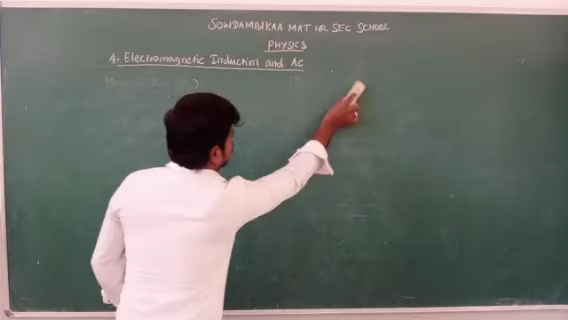 SOWDAMBIKAA MAT HR SEC SCHOOL
PHYSICS
4. Electromagnetic Induction and AC